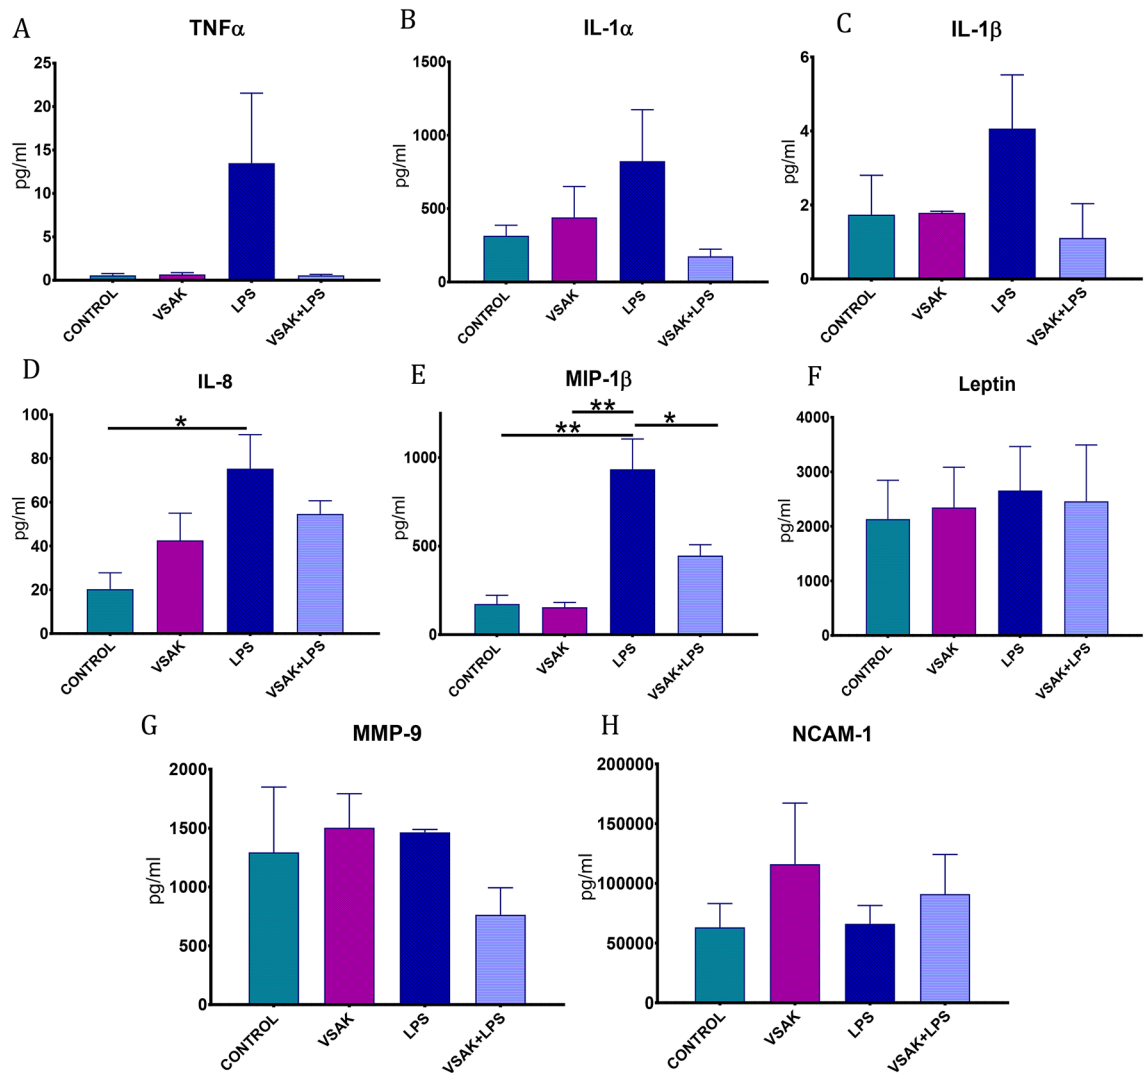 A
TNFα
25
20
15
10
5
0
pg/ml
CONTROL
VSAK
LPS
VSAK+LPS
B
IL-1α
1500
1000
500
0
pg/ml
CONTROL
VSAK
LPS
VSAK+LPS
C
IL-1β
6
4
2
0
pg/ml
CONTROL
VSAK
LPS
VSAK+LPS
D
IL-8
100
80
60
40
20
0
pg/ml
*
CONTROL
VSAK
LPS
VSAK+LPS
E
MIP-1β
1000
500
0
pg/ml
**
**
*
CONTROL
VSAK
LPS
VSAK+LPS
F
Leptin
4000
3000
2000
1000
0
pg/ml
CONTROL
VSAK
LPS
VSAK+LPS
G
MMP-9
2000
1500
1000
500
0
pg/ml
CONTROL
VSAK
LPS
VSAK+LPS
H
NCAM-1
200000
150000
100000
50000
0
pg/ml
CONTROL
VSAK
LPS
VSAK+LPS